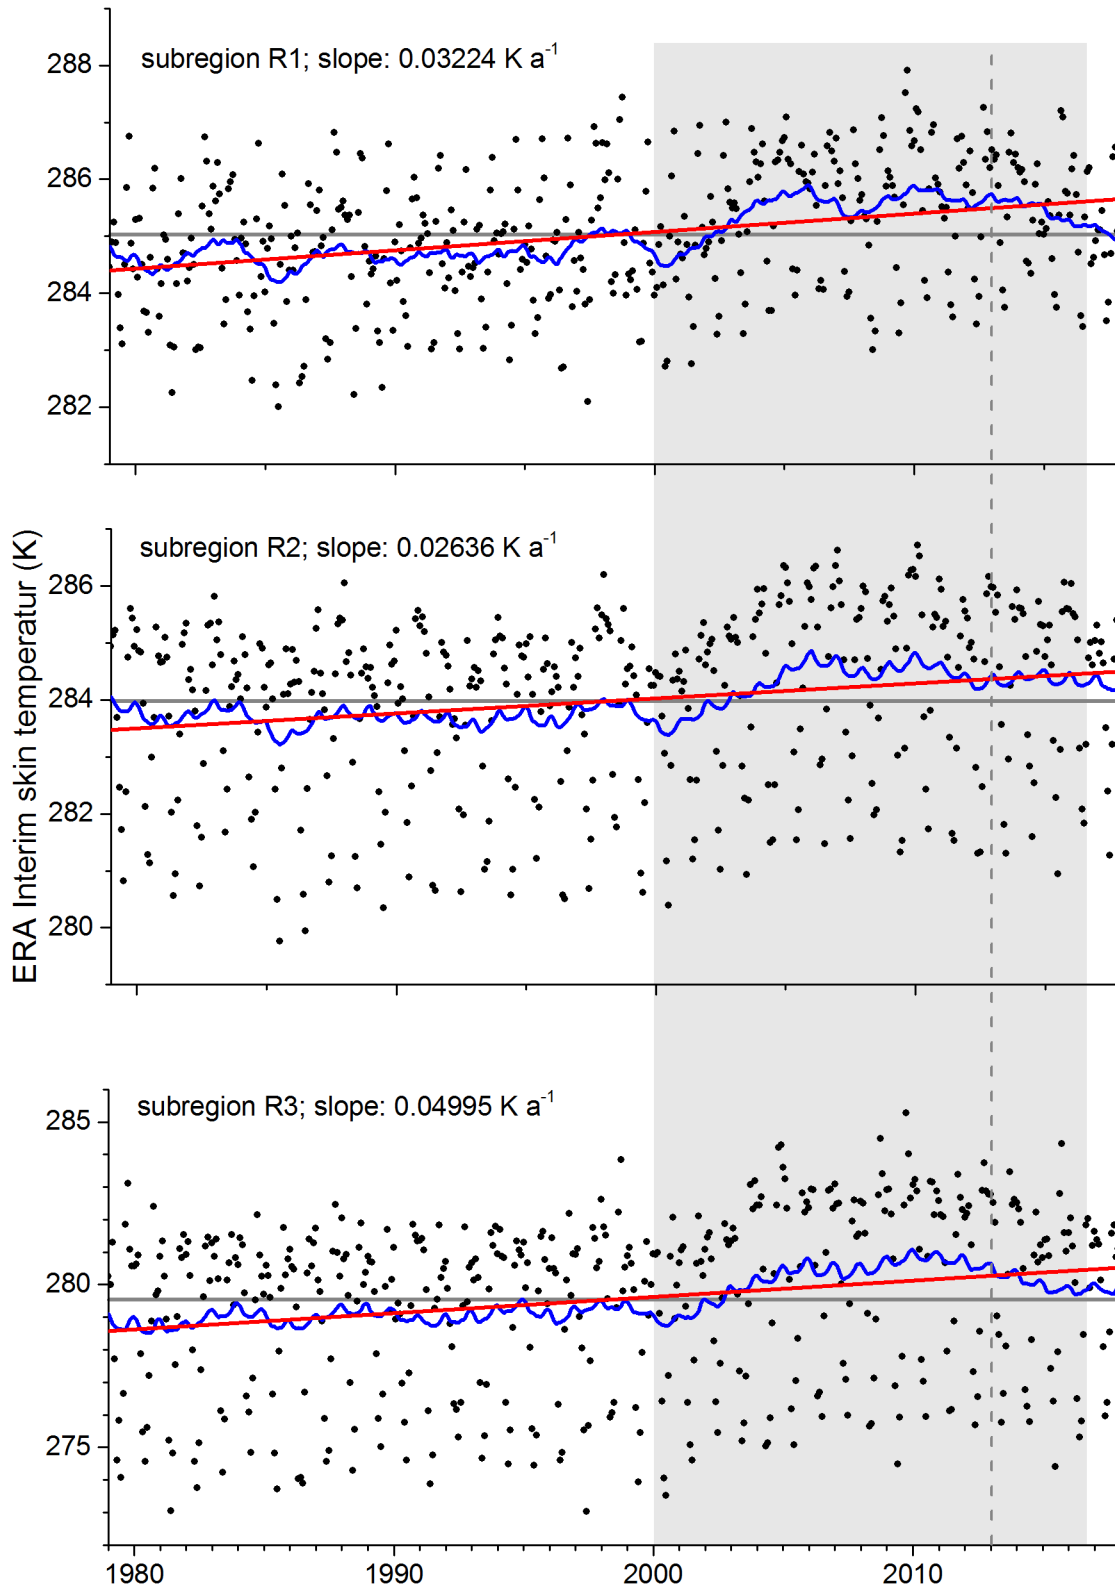 subregion R1; slope: 0.03224 K a⁻¹
288
286
284
282
subregion R2; slope: 0.02636 K a⁻¹
286
284
282
280
ERA Interim skin temperatur (K)
subregion R3; slope: 0.04995 K a⁻¹
285
280
275
1980 1990 2000 2010